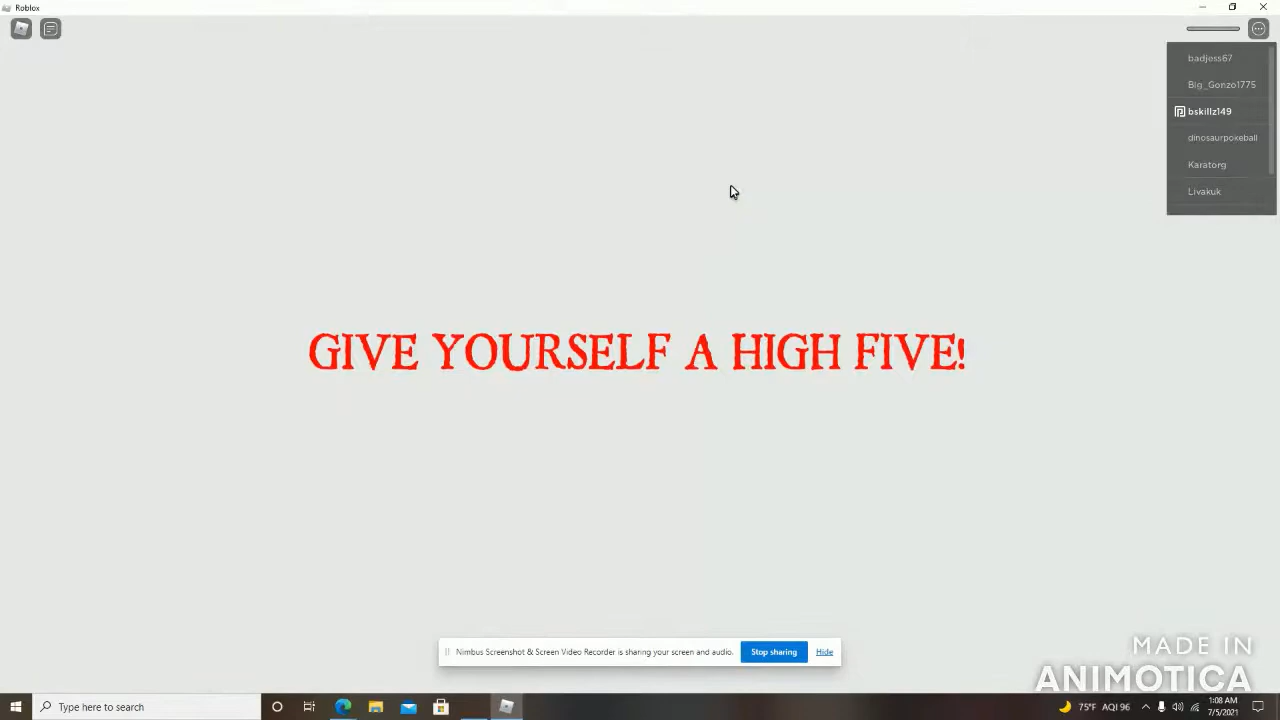 Roblox
badjess67
Big_Gonzo1775
bskillz149
dinosaurpokeball
Karatorg
Livakuk
GIVE YOURSELF A HIGH FIVE!
Nimbus Screenshot & Screen Video Recorder is sharing your screen and audio.
Stop sharing
Hide
MADE IN
ANIMOTICA
Type here to search
75°F AQI 96
1:08 AM
7/5/2021